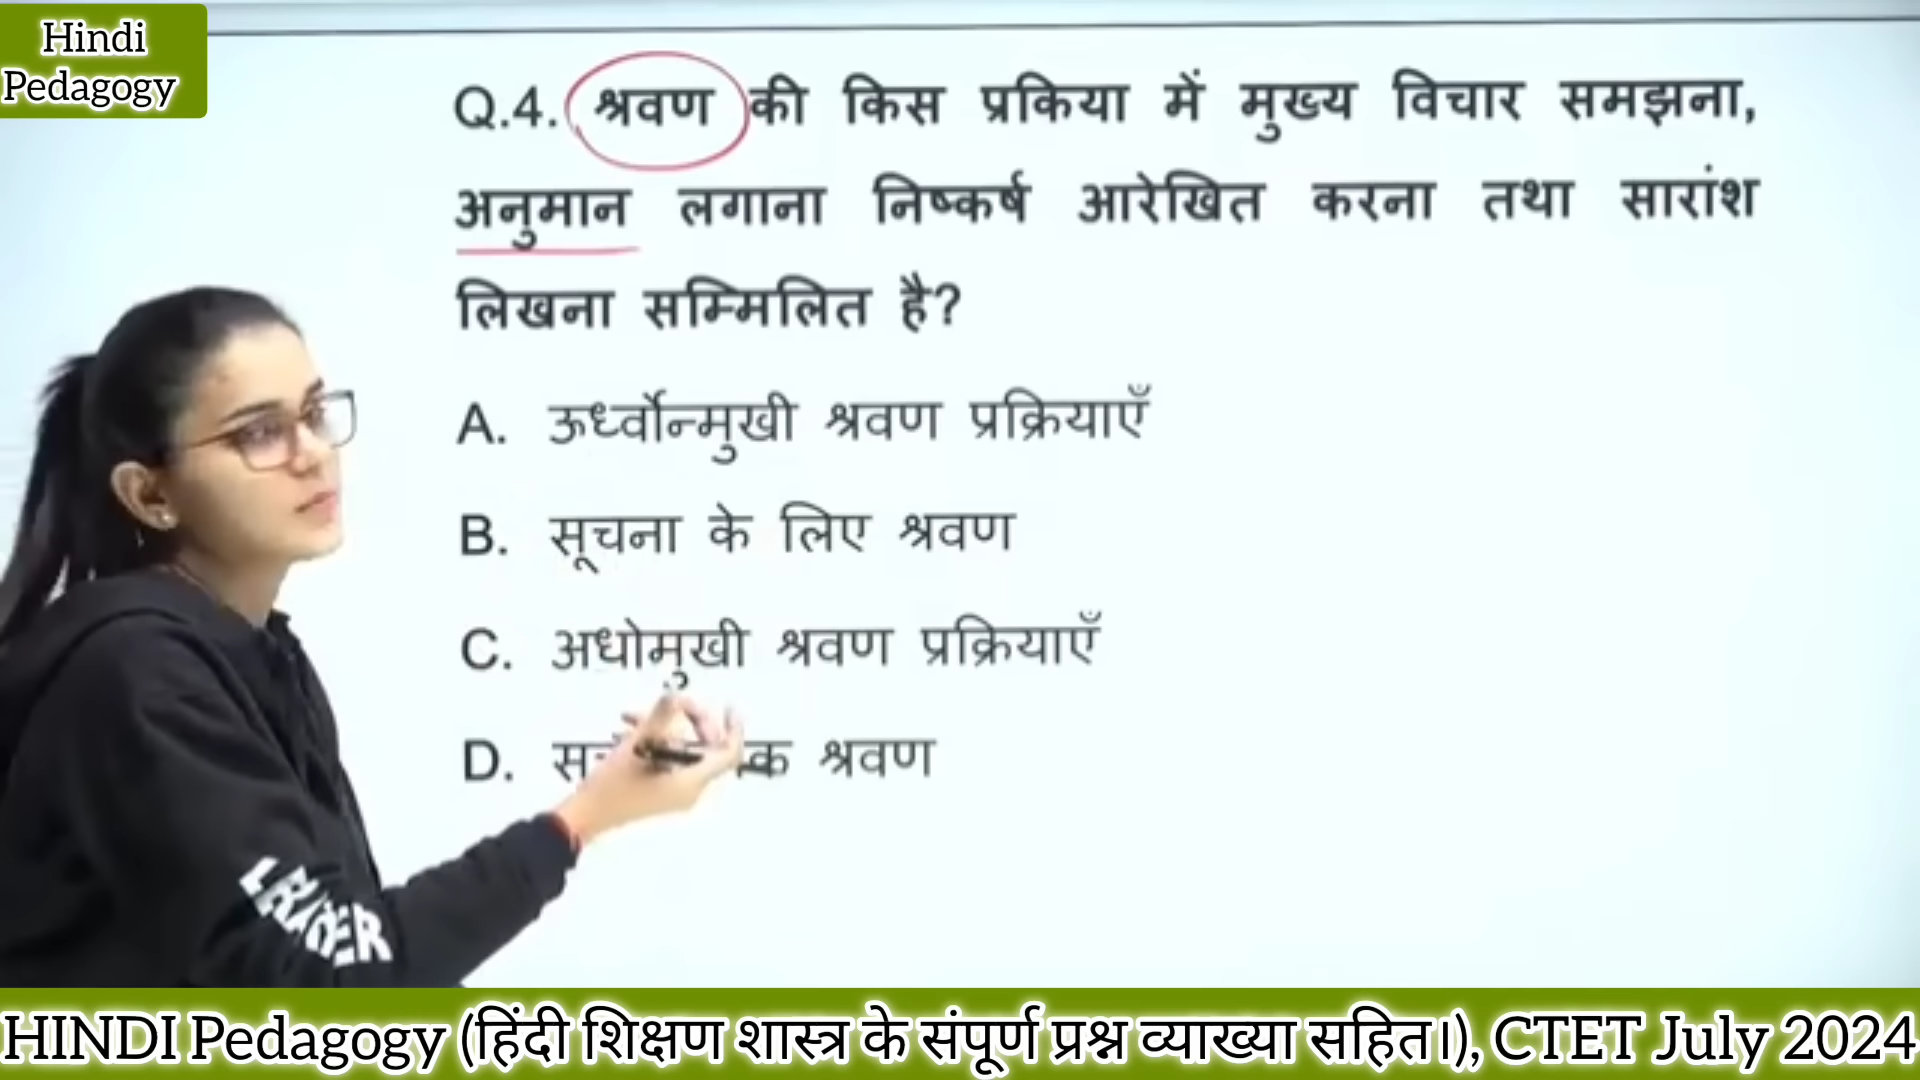 Hindi
Pedagogy
Q.4. श्रवण की किस प्रकिया में मुख्य विचार समझना,
अनुमान लगाना निष्कर्ष आरेखित करना तथा सारांश
लिखना सम्मिलित है?
A. ऊर्ध्वोन्मुखी श्रवण प्रक्रियाएँ
B. सूचना के लिए श्रवण
C. अधोमुखी श्रवण प्रक्रियाएँ
D. श्रवण
LEADER
HINDI Pedagogy (हिंदी शिक्षण शास्त्र के संपूर्ण प्रश्न व्याख्या सहित।), CTET July 2024